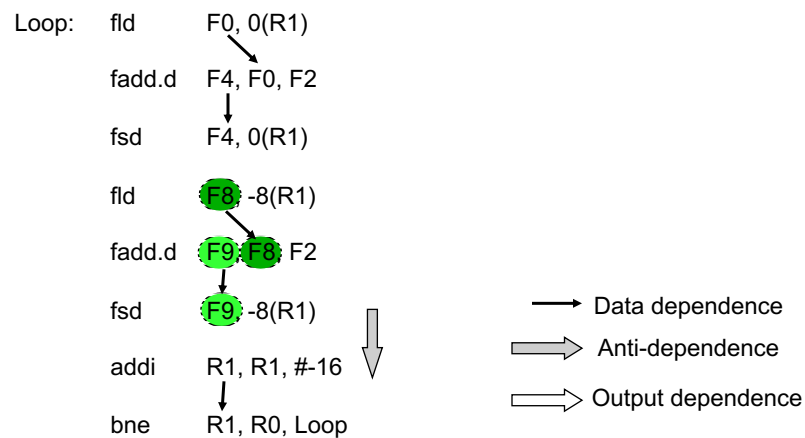 Loop: fld F0, 0(R1)
fadd.d F4, F0, F2
fsd F4, 0(R1)
fld F8, -8(R1)
fadd.d F9, F8, F2
fsd F9, -8(R1)
addi R1, R1, #-16
bne R1, R0, Loop
Data dependence
Anti-dependence
Output dependence